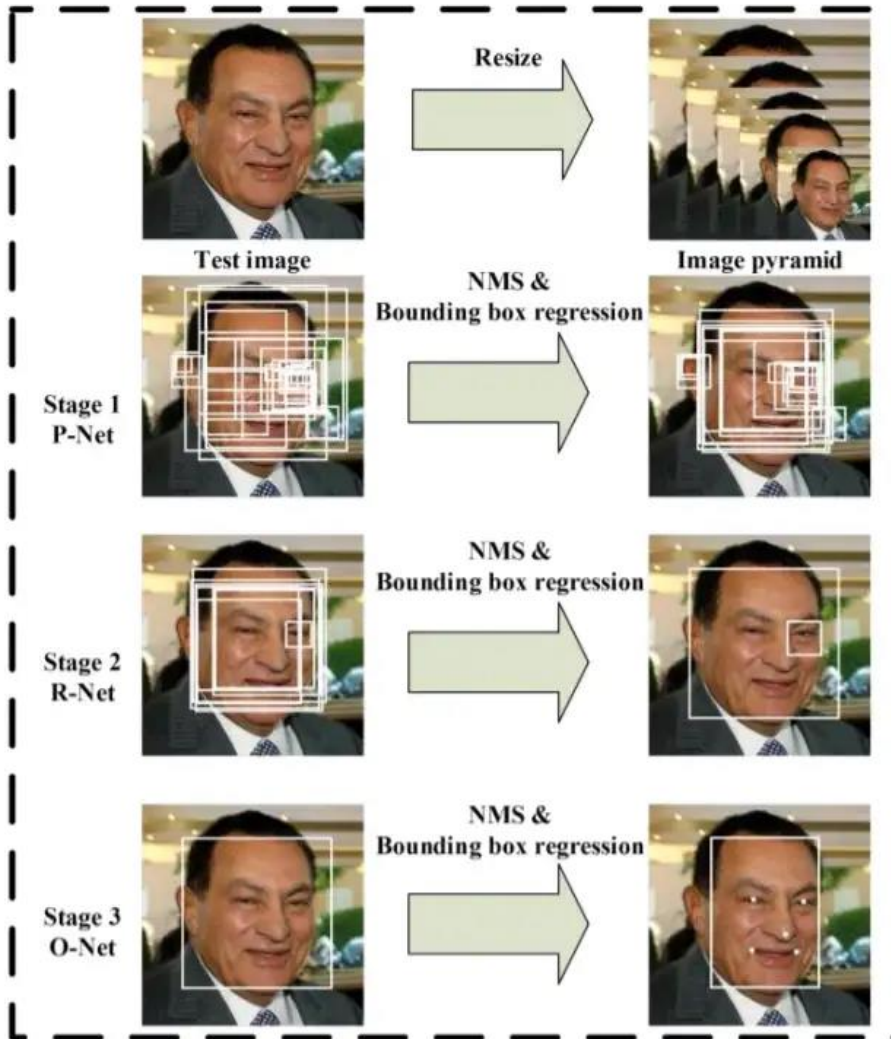 Resize
Test image
Image pyramid
NMS &
Bounding box regression
Stage 1
P-Net
NMS &
Bounding box regression
Stage 2
R-Net
NMS &
Bounding box regression
Stage 3
O-Net